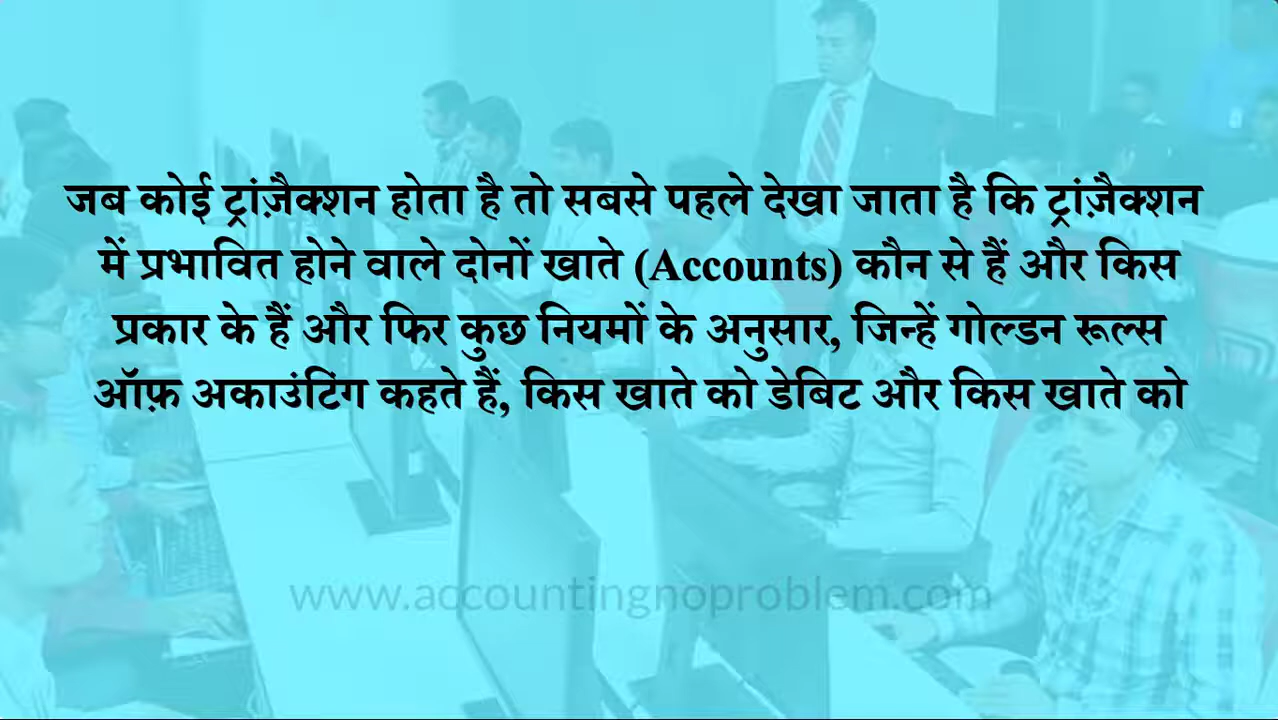 जब कोई ट्रांज़ैक्शन होता है तो सबसे पहले देखा जाता है कि ट्रांज़ैक्शन
में प्रभावित होने वाले दोनों खाते (Accounts) कौन से हैं और किस
प्रकार के हैं और फिर कुछ नियमों के अनुसार, जिन्हें गोल्डन रूल्स
ऑफ़ अकाउंटिंग कहते हैं, किस खाते को डेबिट और किस खाते को
www.accountingnoproblem.com